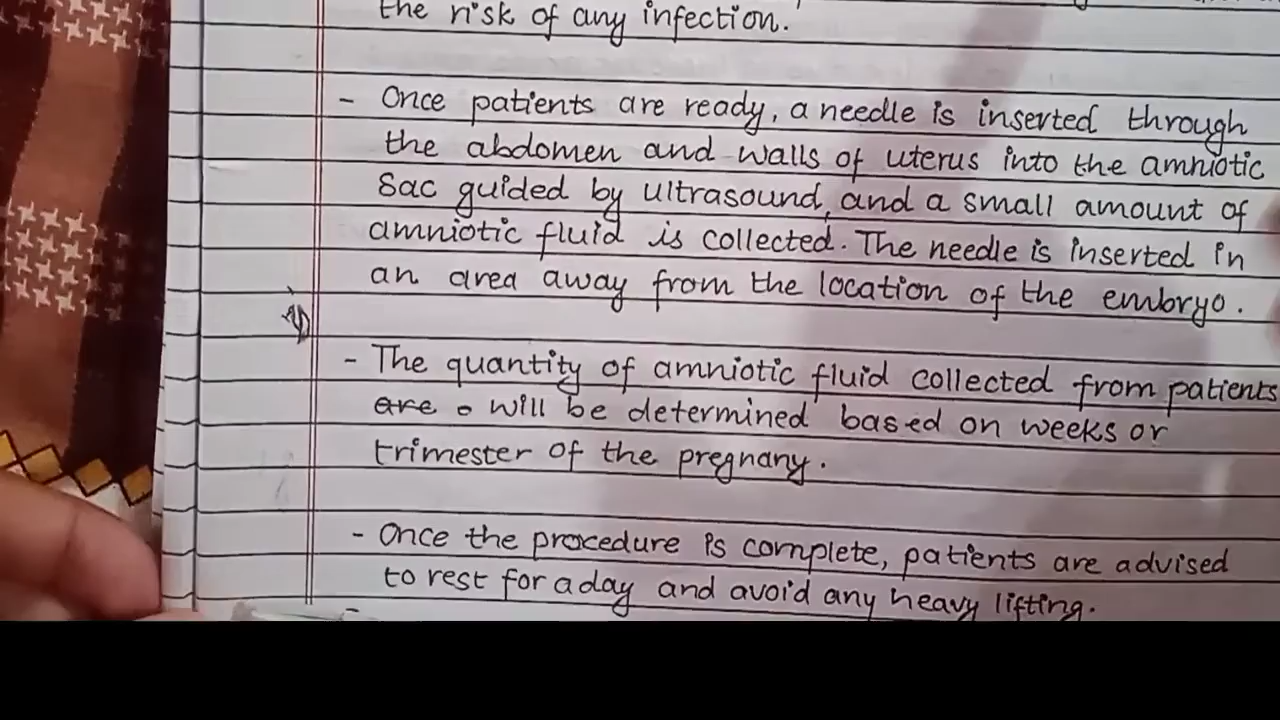 the risk of any infection.
- Once patients are ready, a needle is inserted through
the abdomen and walls of uterus into the amniotic
Sac guided by ultrasound, and a small amount of
amniotic fluid is collected. The needle is inserted in
an area away from the location of the embryo.
- The quantity of amniotic fluid collected from patients
are o will be determined based on weeks or
trimester of the pregnany.
- Once the procedure is complete, patients are advised
to rest for a day and avoid any heavy lifting.